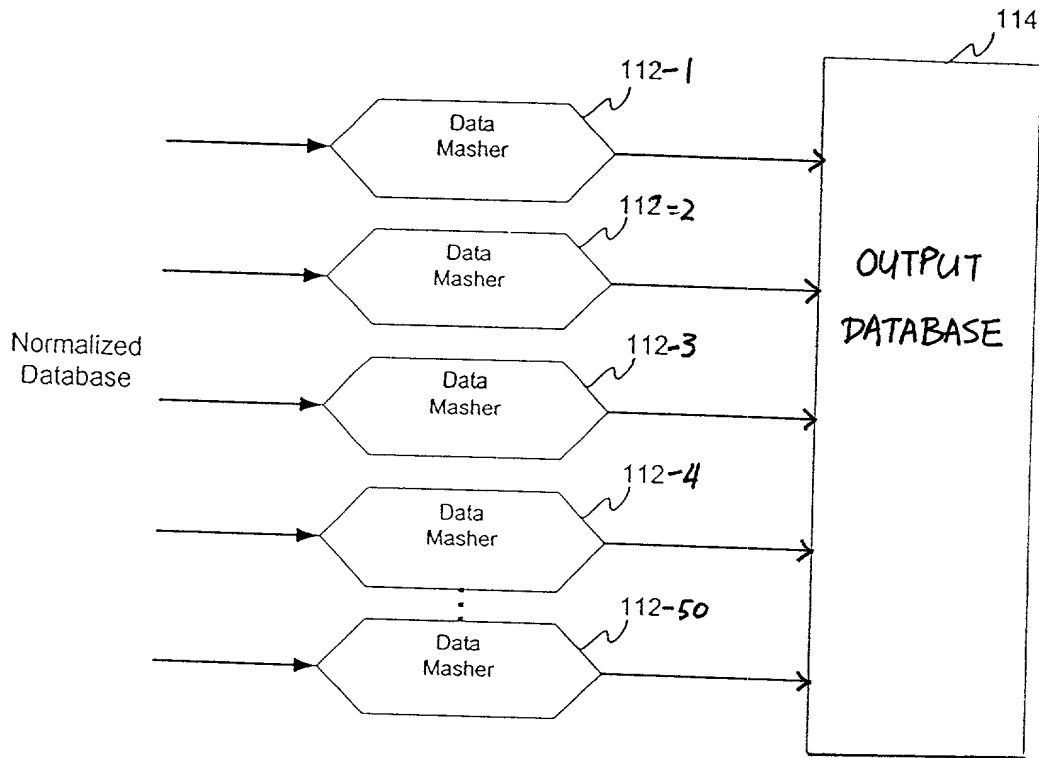 114
112-1
Data
Masher
112=2
Data
Masher
OUTPUT
DATABASE
Normalized
Database
112-3
Data
Masher
112-4
Data
Masher
112-50
Data
Masher